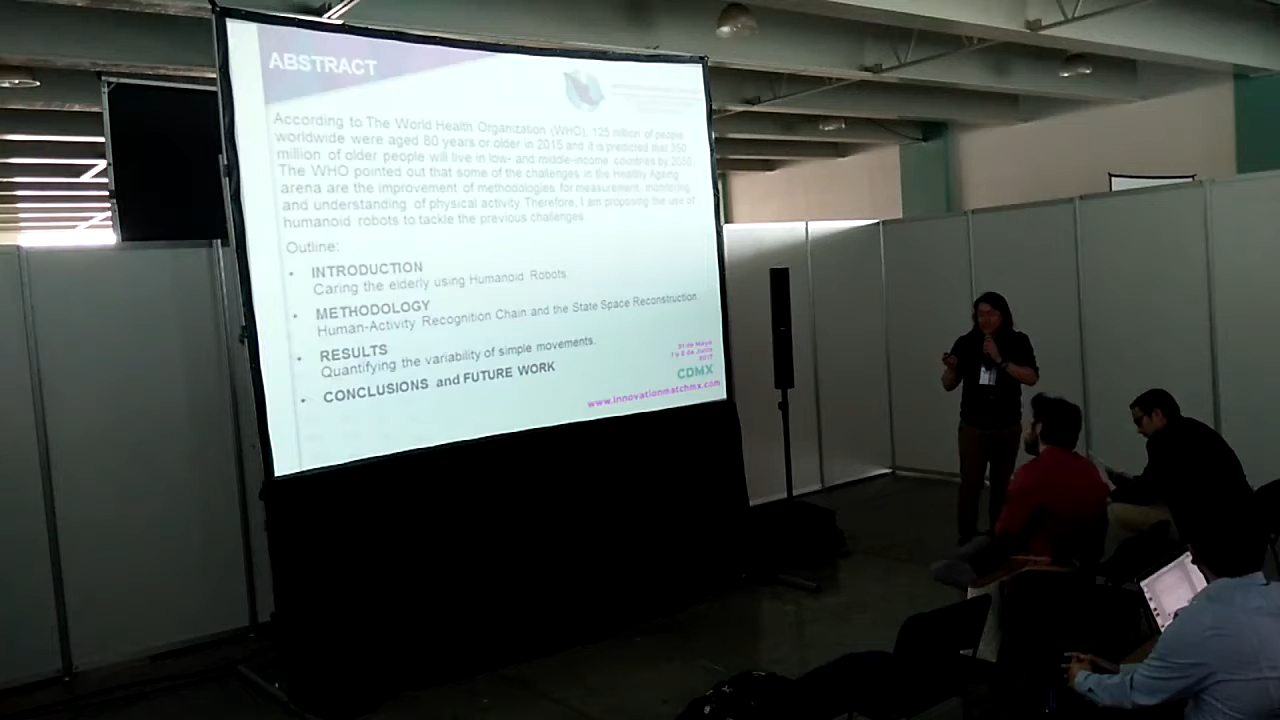 ABSTRACT
According to The World Health Organization (WHO), 125 million of people
worldwide were aged 80 years or older in 2015 and it is predicted that 350
million of older people will live in low- and middle-income countries by 2050.
The WHO pointed out that some of the challenges in the Healthy
arena are the improvement of methodologies for measurement, monitoring
and understanding of physical activity. Therefore, I am proposing the use of
humanoid robots to tackle the previous challenges.
Outline:
• INTRODUCTION
Caring the elderly using Humanoid Robots.
• METHODOLOGY
Human-Activity Recognition Chain and the State Space Reconstruction.
• RESULTS
Quantifying the variability of simple movements.
• CONCLUSIONS and FUTURE WORK
31 de Mayo
1 y 2 de Junio
2017
CDMX
www.innovationmatchmx.com